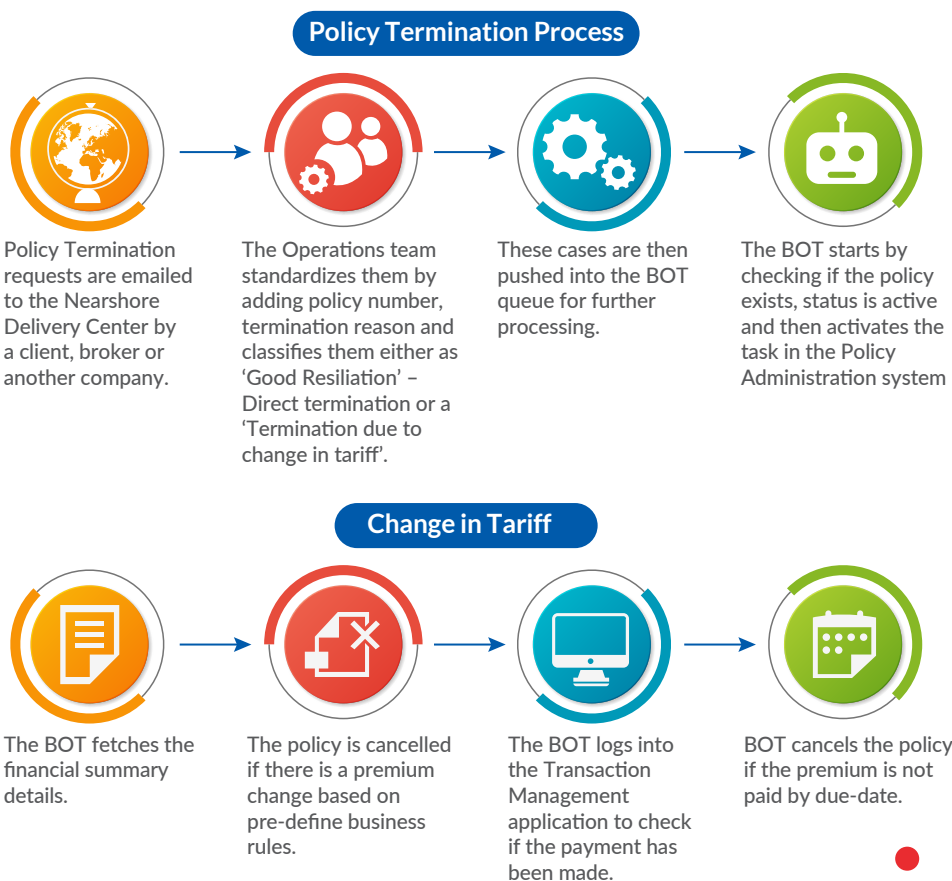 Policy Termination Process
Policy Termination
requests are emailed
to the Nearshore
Delivery Center by
a client, broker or
another company.
The Operations team
standardizes them by
adding policy number,
termination reason and
classifies them either as
‘Good Resiliation’ –
Direct termination or a
‘Termination due to
change in tariff’.
These cases are then
pushed into the BOT
queue for further
processing.
The BOT starts by
checking if the policy
exists, status is active
and then activates the
task in the Policy
Administration system
Change in Tariff
The BOT fetches the
financial summary
details.
The policy is cancelled
if there is a premium
change based on
pre-define business
rules.
The BOT logs into
the Transaction
Management
application to check
if the payment has
been made.
BOT cancels the policy
if the premium is not
paid by due-date.